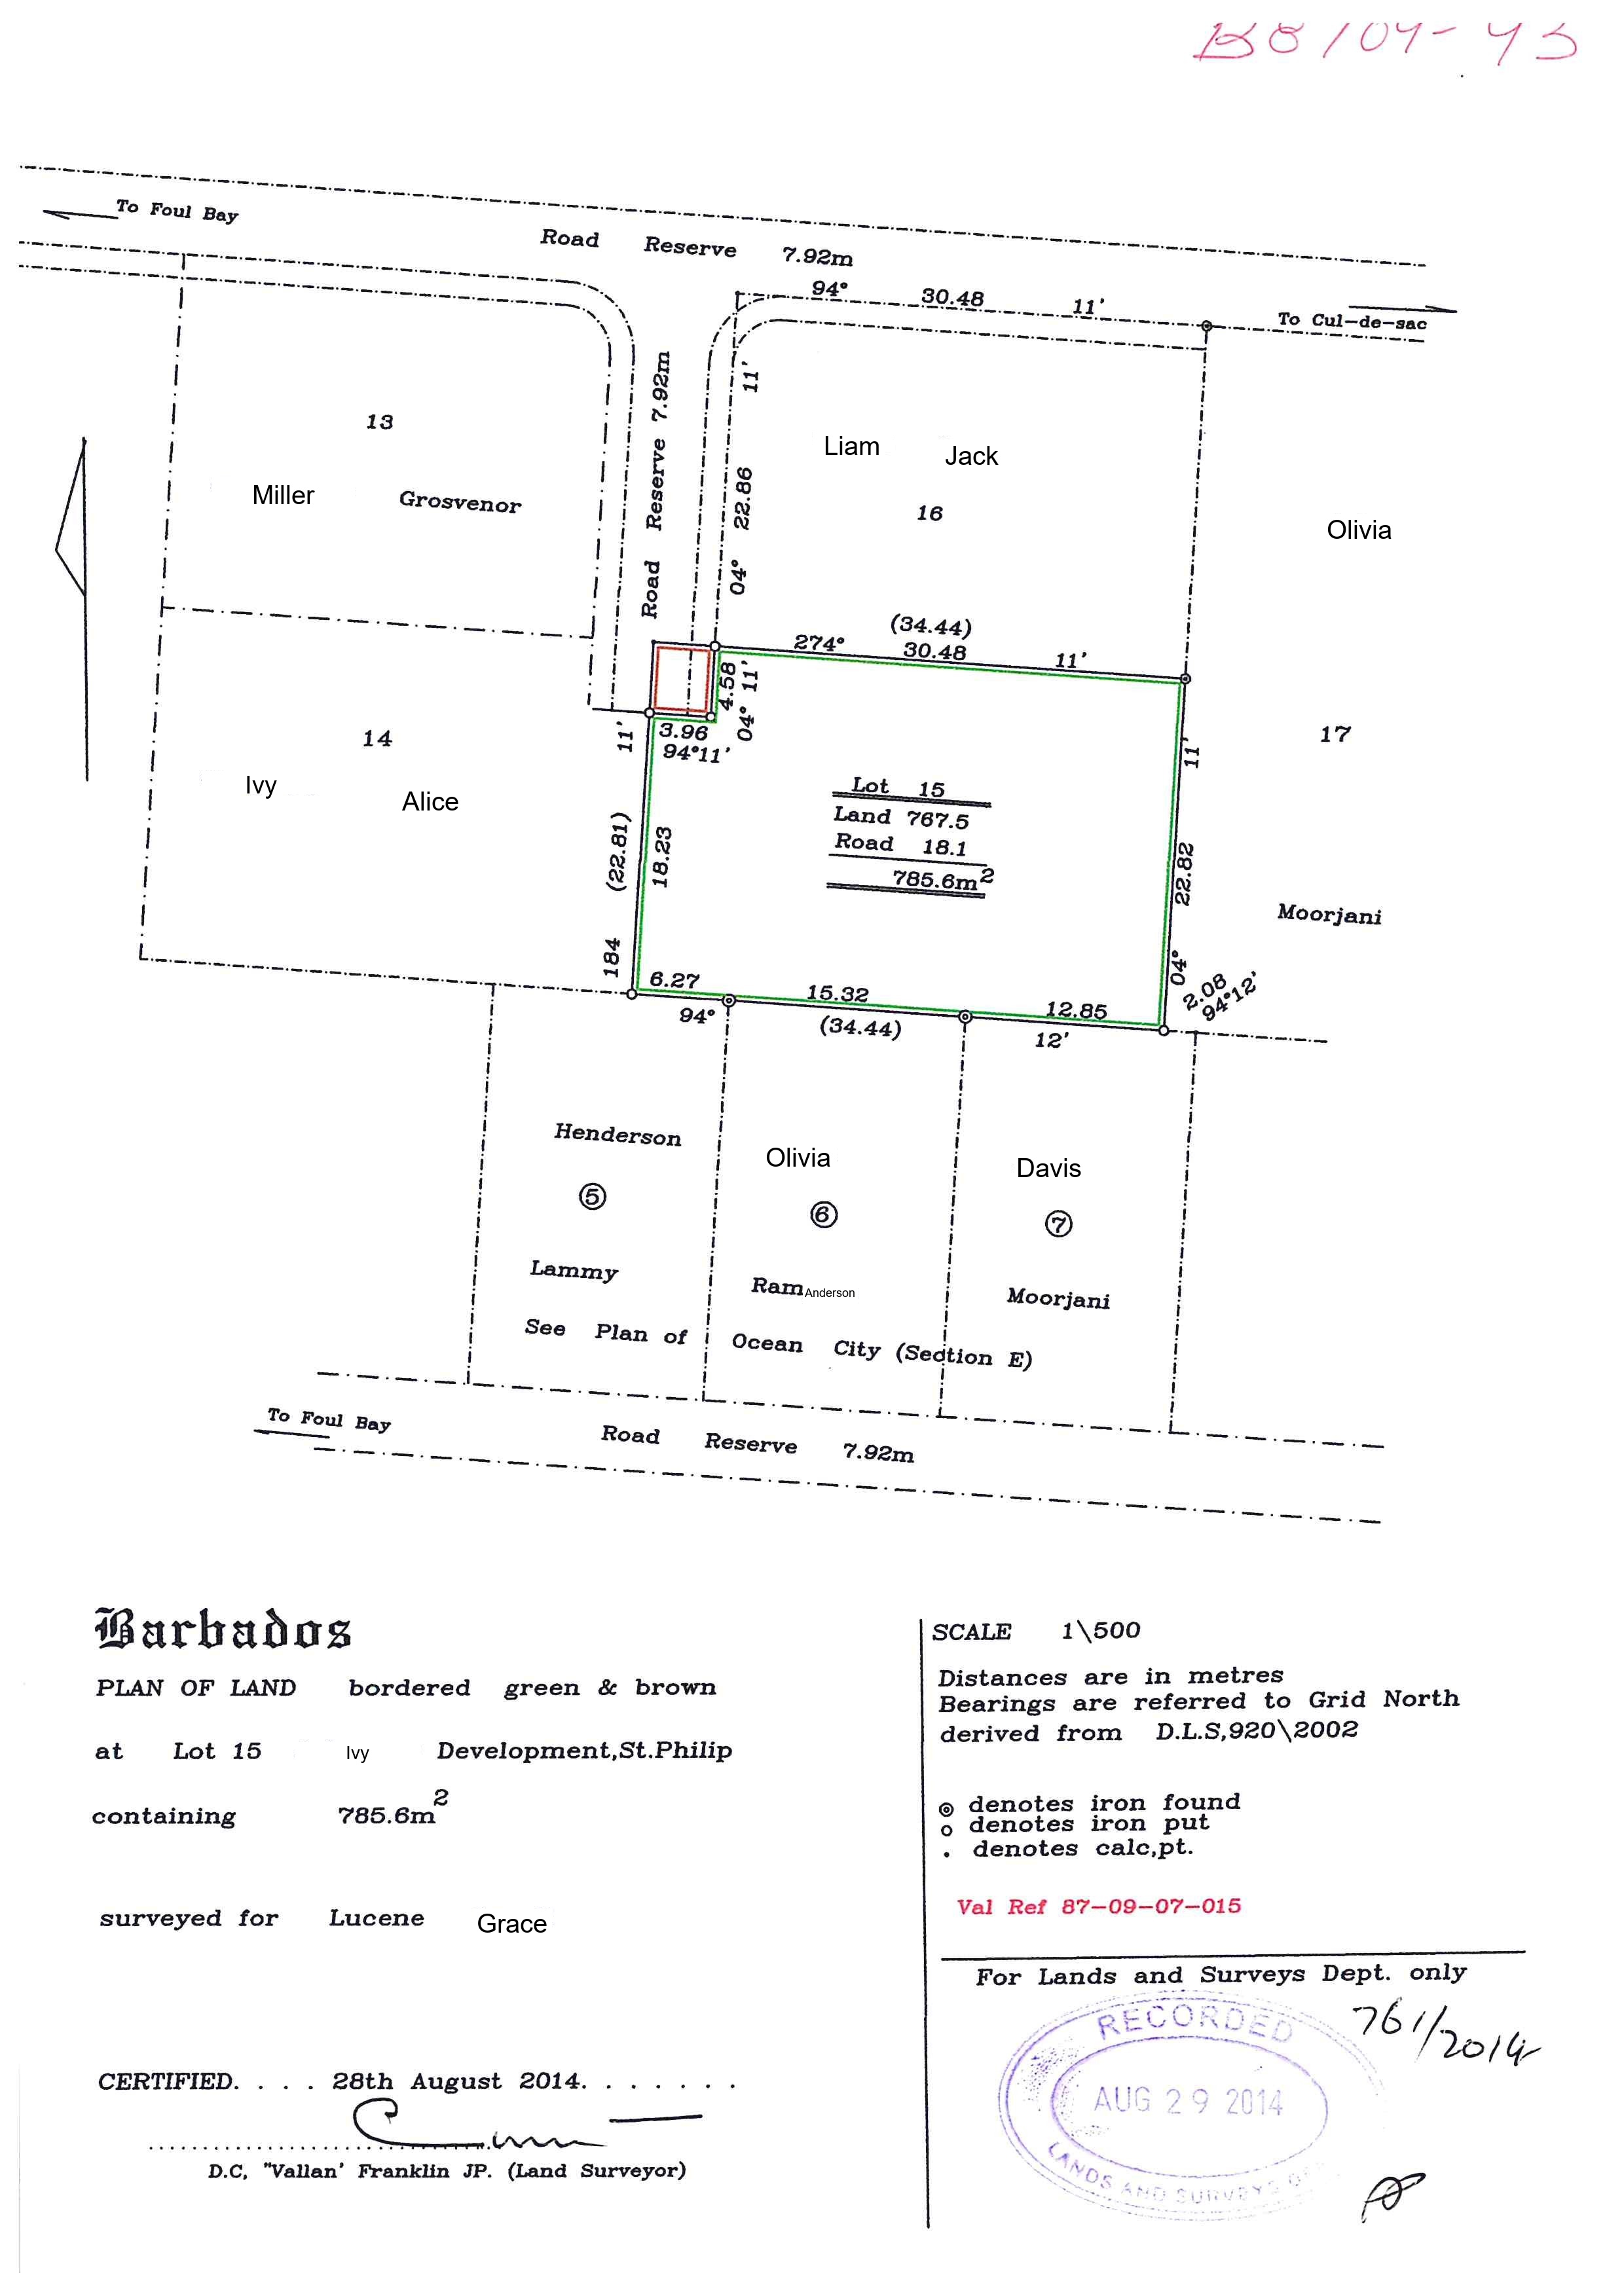 B8/04-43
To Foul Bay
Road Reserve 7.92m
94° 30.48 11'
To Cul-de-sac
Road Reserve 7.92m
11'
22.86
04°
13
Miller Grosvenor
Liam Jack
16
Olivia
(34.44)
274° 30.48 11'
4.58
04° 11'
3.96
94°11'
11'
14
Ivy Alice
17
11'
Lot 15
Land 767.5
Road 18.1
785.6m2
(22.81)
18.23
184
22.82
04°
Moorjani
2.08
94°12'
6.27 15.32 12.85
94° (34.44) 12'
Henderson Olivia Davis
5 6 7
Lammy Ram Anderson Moorjani
See Plan of Ocean City (Section E)
To Foul Bay
Road Reserve 7.92m
Barbados
PLAN OF LAND bordered green & brown
at Lot 15 Ivy Development,St.Philip
containing 785.6m2
surveyed for Lucene Grace
CERTIFIED. . . . 28th August 2014. . . . . . .
D.C, "Vallan' Franklin JP. (Land Surveyor)
SCALE 1\500
Distances are in metres
Bearings are referred to Grid North
derived from D.L.S,920\2002
denotes iron found
denotes iron put
. denotes calc,pt.
Val Ref 87-09-07-015
For Lands and Surveys Dept. only
RECORDED
761/2014
AUG 29 2014
LANDS AND SURVEYS